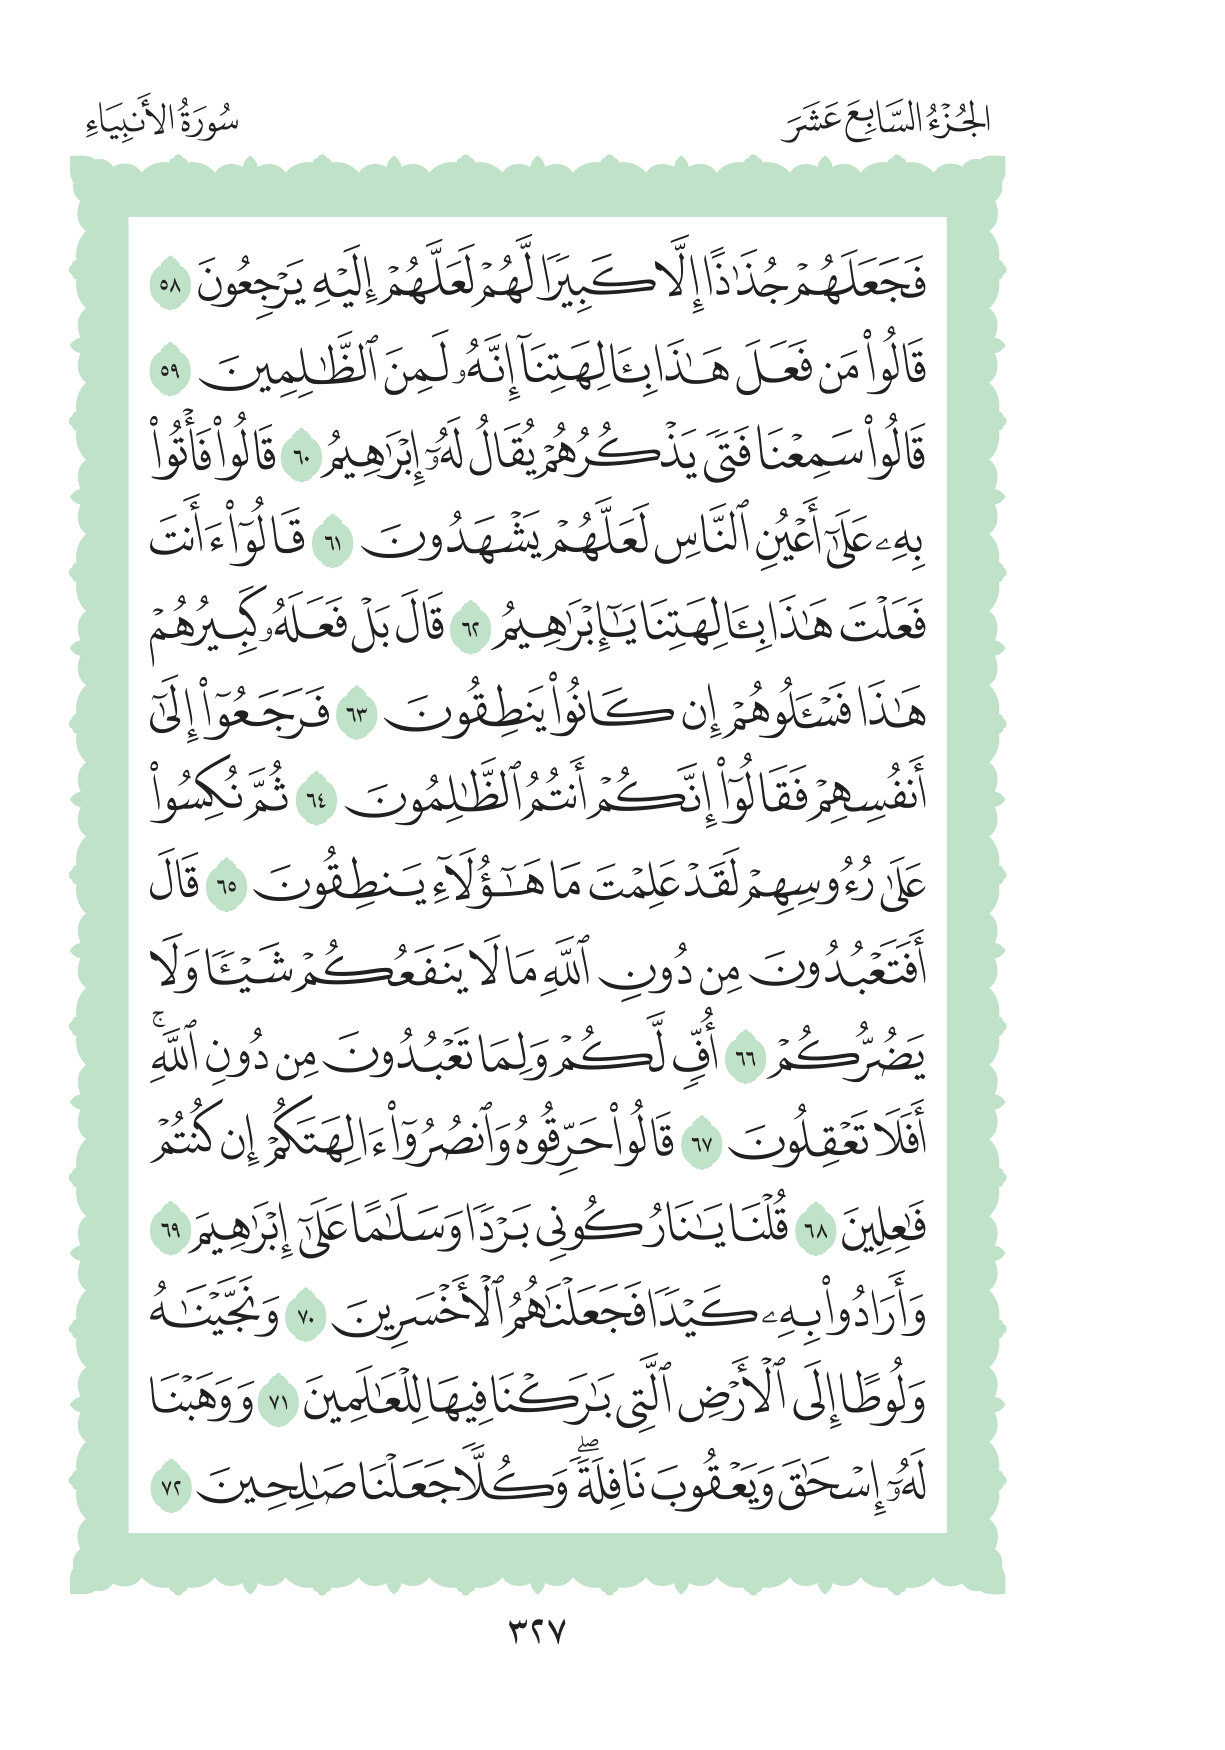 الجُزْءُ السَّابِعَ عَشَرَ
سُورَةُ الأَنبِيَاءِ
فَجَعَلَهُمْ جُذَٰذًا إِلَّا كَبِيرًا لَّهُمْ لَعَلَّهُمْ إِلَيْهِ يَرْجِعُونَ ٥٨
قَالُوا۟ مَن فَعَلَ هَٰذَا بِـَٔالِهَتِنَآ إِنَّهُۥ لَمِنَ ٱلظَّٰلِمِينَ ٥٩
قَالُوا۟ سَمِعْنَا فَتًى يَذْكُرُهُمْ يُقَالُ لَهُۥٓ إِبْرَٰهِيمُ ٦٠ قَالُوا۟ فَأْتُوا۟
بِهِۦ عَلَىٰٓ أَعْيُنِ ٱلنَّاسِ لَعَلَّهُمْ يَشْهَدُونَ ٦١ قَالُوٓا۟ ءَأَنتَ
فَعَلْتَ هَٰذَا بِـَٔالِهَتِنَا يَٰٓإِبْرَٰهِيمُ ٦٢ قَالَ بَلْ فَعَلَهُۥ كَبِيرُهُمْ
هَٰذَا فَسْـَٔلُوهُمْ إِن كَانُوا۟ يَنطِقُونَ ٦٣ فَرَجَعُوٓا۟ إِلَىٰٓ
أَنفُسِهِمْ فَقَالُوٓا۟ إِنَّكُمْ أَنتُمُ ٱلظَّٰلِمُونَ ٦٤ ثُمَّ نُكِسُوا۟
عَلَىٰ رُءُوسِهِمْ لَقَدْ عَلِمْتَ مَا هَٰٓؤُلَآءِ يَنطِقُونَ ٦٥ قَالَ
أَفَتَعْبُدُونَ مِن دُونِ ٱللَّهِ مَا لَا يَنفَعُكُمْ شَيْـًٔا وَلَا
يَضُرُّكُمْ ٦٦ أُفٍّ لَّكُمْ وَلِمَا تَعْبُدُونَ مِن دُونِ ٱللَّهِۚ
أَفَلَا تَعْقِلُونَ ٦٧ قَالُوا۟ حَرِّقُوهُ وَٱنصُرُوٓا۟ ءَالِهَتَكُمْ إِن كُنتُمْ
فَٰعِلِينَ ٦٨ قُلْنَا يَٰنَارُ كُونِى بَرْدًا وَسَلَٰمًا عَلَىٰٓ إِبْرَٰهِيمَ ٦٩
وَأَرَادُوا۟ بِهِۦ كَيْدًا فَجَعَلْنَٰهُمُ ٱلْأَخْسَرِينَ ٧٠ وَنَجَّيْنَٰهُ
وَلُوطًا إِلَى ٱلْأَرْضِ ٱلَّتِى بَٰرَكْنَا فِيهَا لِلْعَٰلَمِينَ ٧١ وَوَهَبْنَا
لَهُۥٓ إِسْحَٰقَ وَيَعْقُوبَ نَافِلَةًۖ وَكُلًّا جَعَلْنَا صَٰلِحِينَ ٧٢
٣٢٧